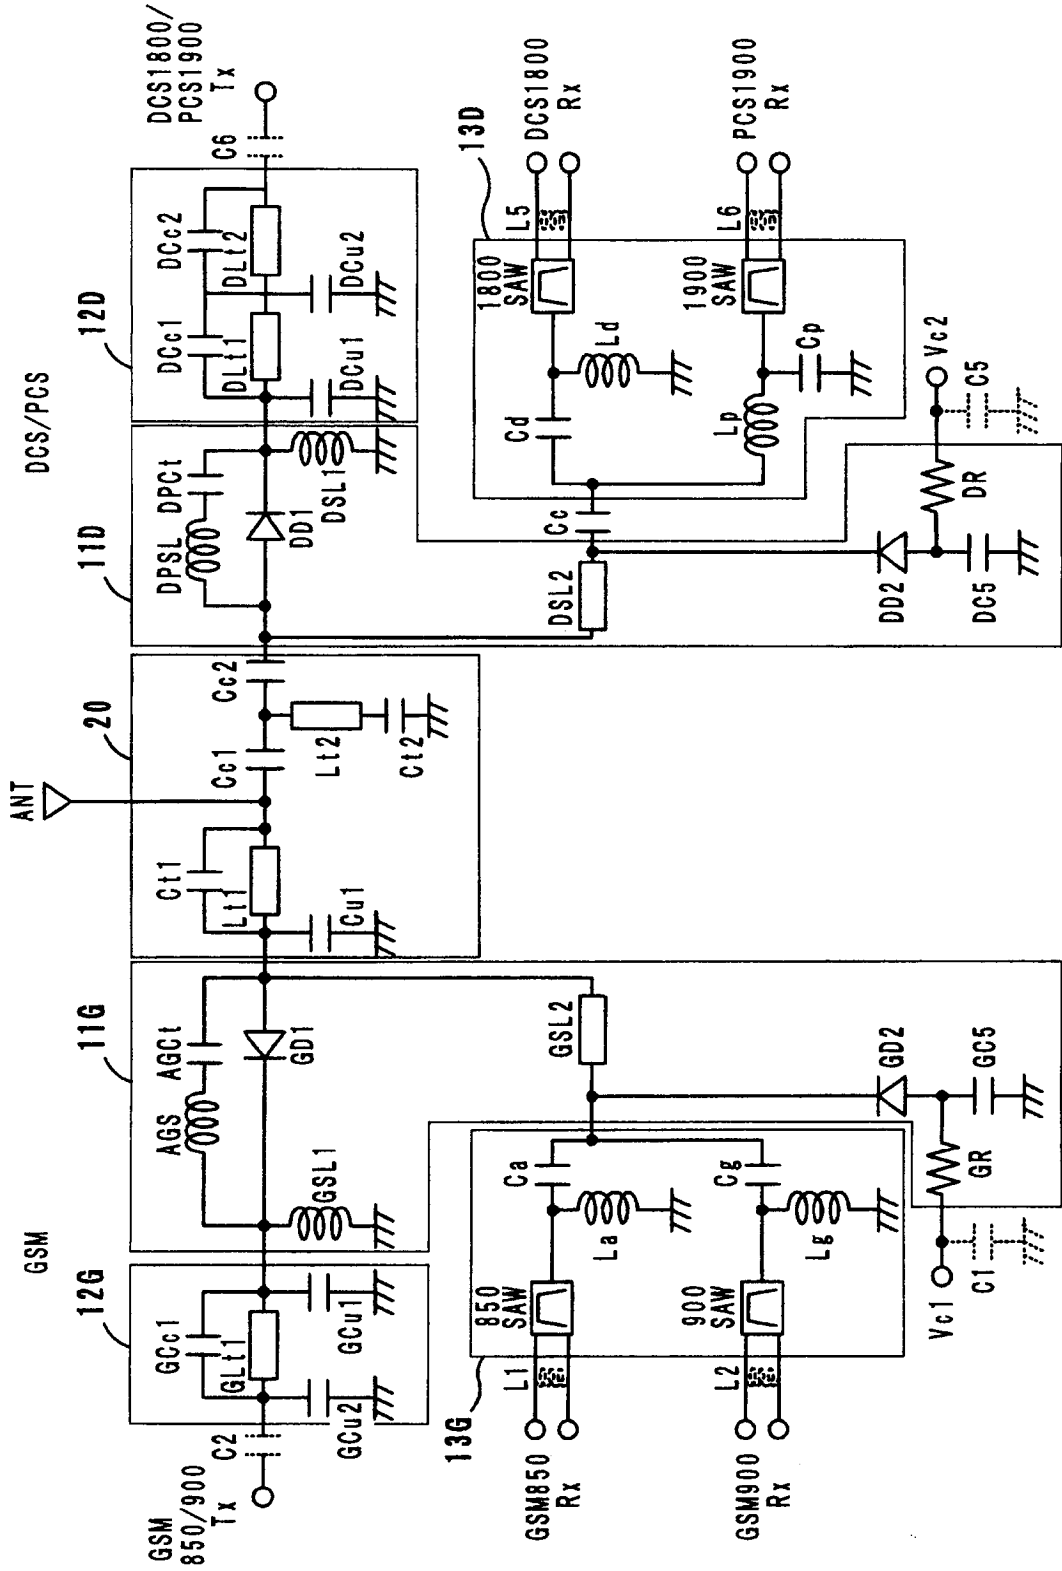 ANT
GSM
DCS/PCS
12G
11G
20
11D
12D
GSM
850/900
Tx
C2
GCc1
GLt1
GCu2
GCu1
AGS
AGCt
GD1
GSL1
Ct1
Lt1
Cu1
Cc1
Cc2
Lt2
Ct2
DPSL
DPCt
DD1
DSL1
DCc1
DCc2
DLt1
DLt2
DCu1
DCu2
C6
DCS1800/
PCS1900
Tx
13G
GSM850
Rx
L1
850
SAW
La
Ca
GSL2
GSM900
Rx
L2
900
SAW
Lg
Cg
Vc1
C1
GR
GD2
GC5
13D
DSL2
Cc
Cd
Ld
1800
SAW
L5
DCS1800
Rx
Lp
Cp
1900
SAW
L6
PCS1900
Rx
DD2
DC5
DR
Vc2
C5